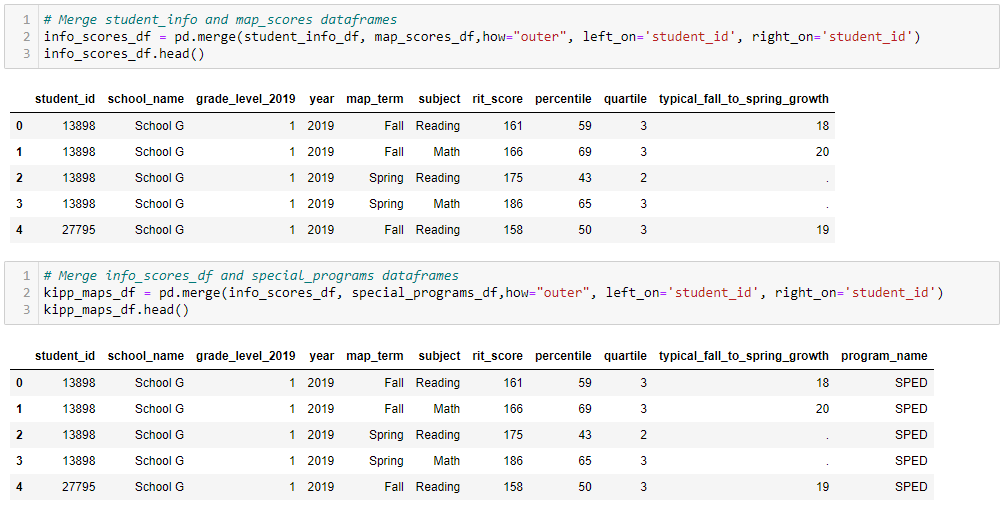 1 # Merge student_info and map_scores dataframes
2 info_scores_df = pd.merge(student_info_df, map_scores_df,how="outer", left_on='student_id', right_on='student_id')
3 info_scores_df.head()
student_id school_name grade_level_2019 year map_term subject rit_score percentile quartile typical_fall_to_spring_growth
0 13898 School G 1 2019 Fall Reading 161 59 3 18
1 13898 School G 1 2019 Fall Math 166 69 3 20
2 13898 School G 1 2019 Spring Reading 175 43 2 .
3 13898 School G 1 2019 Spring Math 186 65 3 .
4 27795 School G 1 2019 Fall Reading 158 50 3 19
1 # Merge info_scores_df and special_programs dataframes
2 kipp_maps_df = pd.merge(info_scores_df, special_programs_df,how="outer", left_on='student_id', right_on='student_id')
3 kipp_maps_df.head()
student_id school_name grade_level_2019 year map_term subject rit_score percentile quartile typical_fall_to_spring_growth program_name
0 13898 School G 1 2019 Fall Reading 161 59 3 18 SPED
1 13898 School G 1 2019 Fall Math 166 69 3 20 SPED
2 13898 School G 1 2019 Spring Reading 175 43 2 . SPED
3 13898 School G 1 2019 Spring Math 186 65 3 . SPED
4 27795 School G 1 2019 Fall Reading 158 50 3 19 SPED